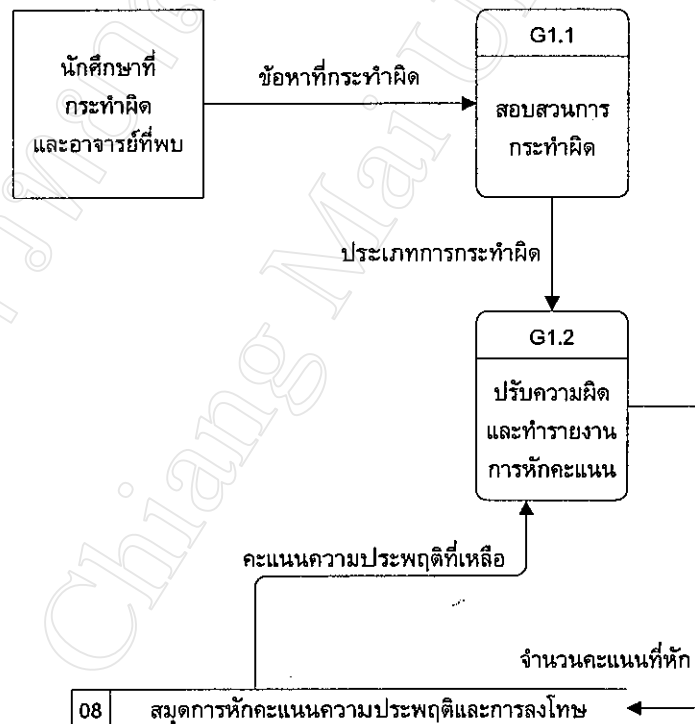 นักศึกษาที่
กระทำผิด
และอาจารย์ที่พบ
ข้อหาที่กระทำผิด
G1.1
สอบสวนการ
กระทำผิด
ประเภทการกระทำผิด
G1.2
ปรับความผิด
และทำรายงาน
การหักคะแนน
คะแนนความประพฤติที่เหลือ
จำนวนคะแนนที่หัก
08 สมุดการหักคะแนนความประพฤติและการลงโทษ
Chiang Mai U